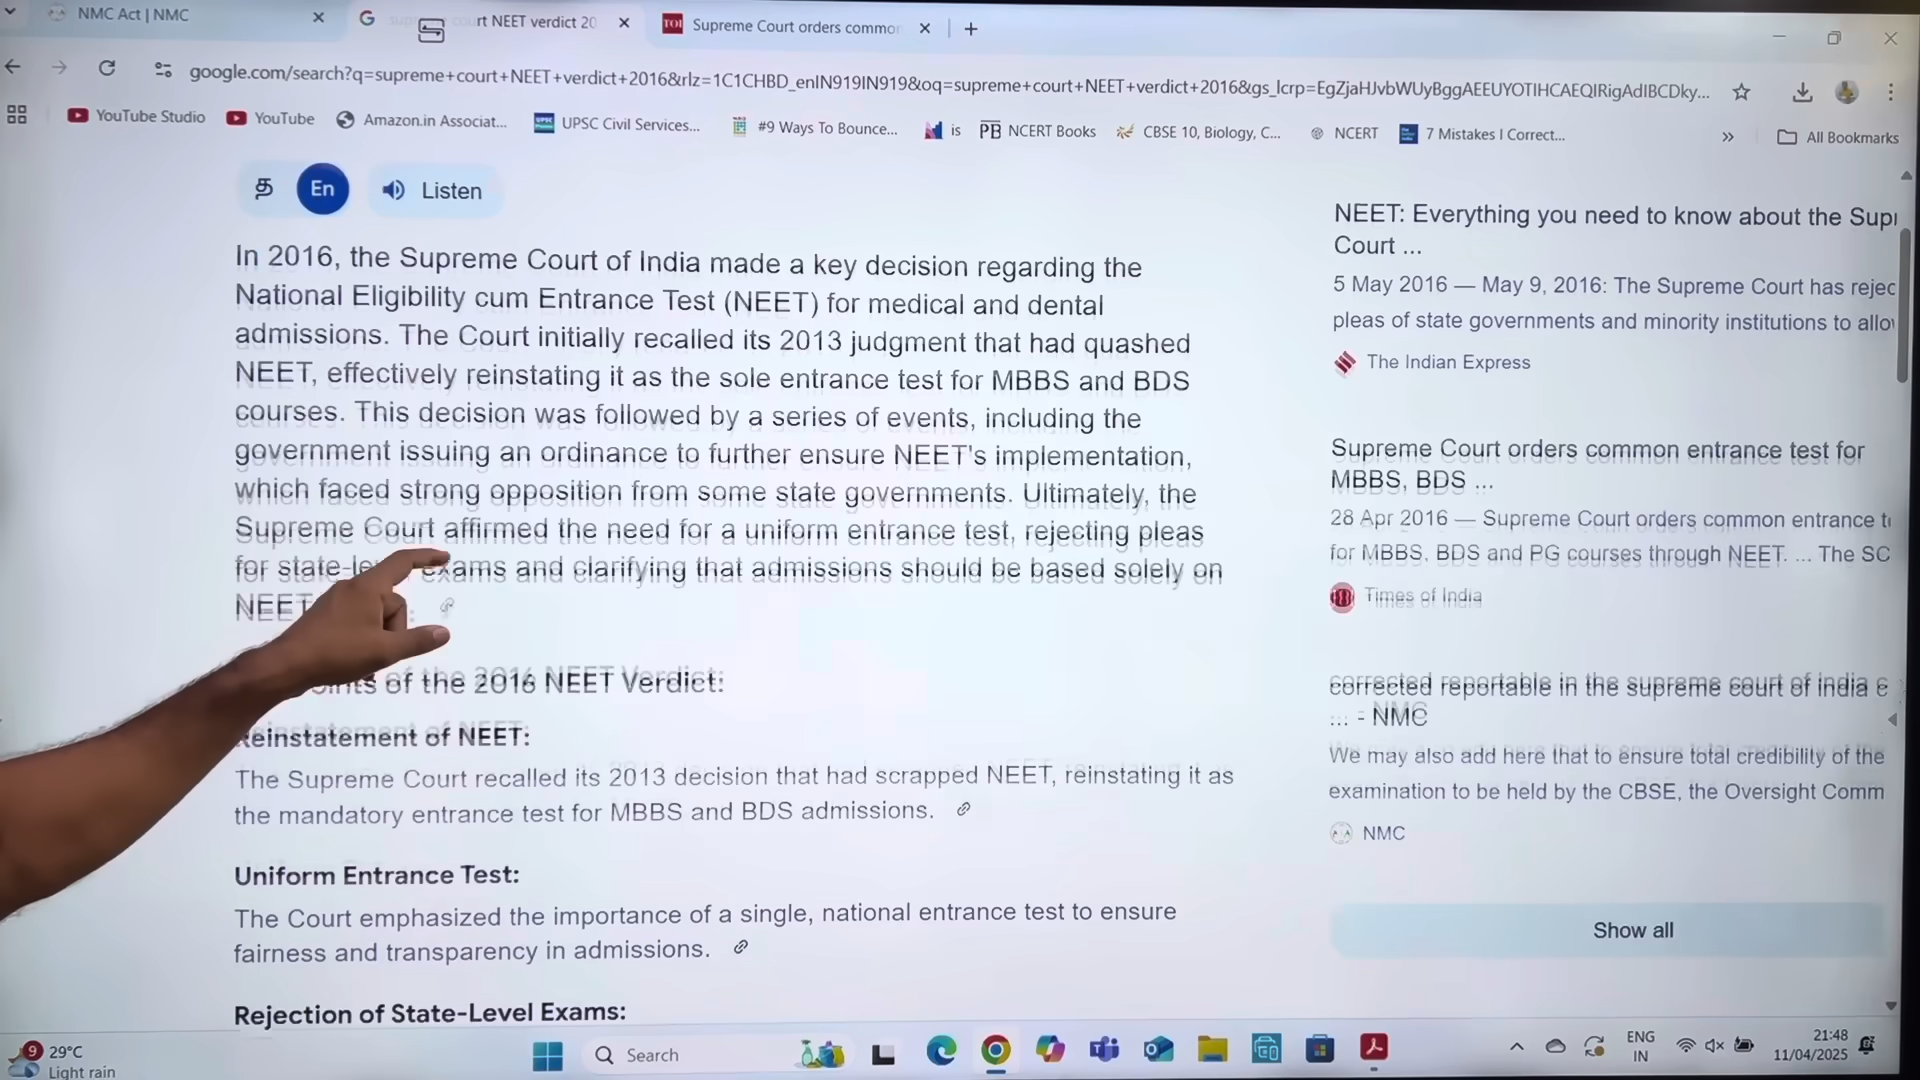 NMC Act | NMC
rt NEET verdict 20
TOI
Supreme Court orders commo
google.com/search?q=supreme+court+NEET+verdict+2016&rlz=1C1CHBD_enIN919IN919&oq=supreme+court+NEET+verdict+2016&gs_lcrp=EgZjaHJvbWUyBggAEEUYOTIHCAEQIRigAdIBCDky...
YouTube Studio
YouTube
Amazon.in Associat...
UPSC Civil Services...
#9 Ways To Bounce...
is
PB NCERT Books
CBSE 10, Biology, C...
NCERT
7 Mistakes I Correct...
All Bookmarks
த
En
Listen
In 2016, the Supreme Court of India made a key decision regarding the
National Eligibility cum Entrance Test (NEET) for medical and dental
admissions. The Court initially recalled its 2013 judgment that had quashed
NEET, effectively reinstating it as the sole entrance test for MBBS and BDS
courses. This decision was followed by a series of events, including the
government issuing an ordinance to further ensure NEET's implementation,
which faced strong opposition from some state governments. Ultimately, the
Supreme Court affirmed the need for a uniform entrance test, rejecting pleas
for state-le exams and clarifying that admissions should be based solely on
NEET
of the 2016 NEET Verdict:
Reinstatement of NEET:
The Supreme Court recalled its 2013 decision that had scrapped NEET, reinstating it as
the mandatory entrance test for MBBS and BDS admissions.
Uniform Entrance Test:
The Court emphasized the importance of a single, national entrance test to ensure
fairness and transparency in admissions.
Rejection of State-Level Exams:
NEET: Everything you need to know about the Sup
Court ...
5 May 2016 — May 9, 2016: The Supreme Court has rejec
pleas of state governments and minority institutions to allo
The Indian Express
Supreme Court orders common entrance test for
MBBS, BDS ...
28 Apr 2016 — Supreme Court orders common entrance t
for MBBS, BDS and PG courses through NEET. ... The SC
Times of India
corrected reportable in the supreme court of india c
... - NMC
We may also add here that to ensure total credibility of the
examination to be held by the CBSE, the Oversight Comm
NMC
Show all
9
29°C
Light rain
Search
ENG
IN
21:48
11/04/2025